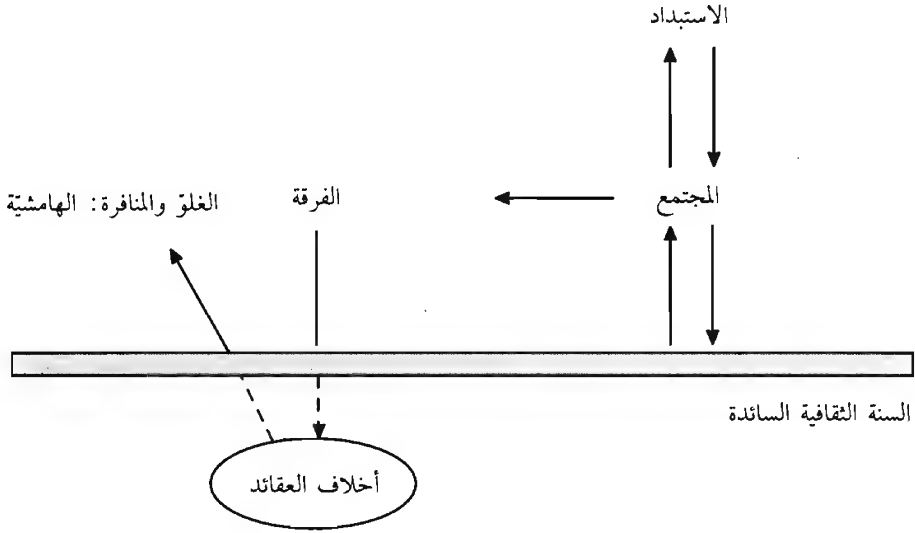 الاستبداد
المجتمع
الفرقة
الغلوّ والمنافرة: الهامشيّة
السنة الثقافية السائدة
أخلاف العقائد